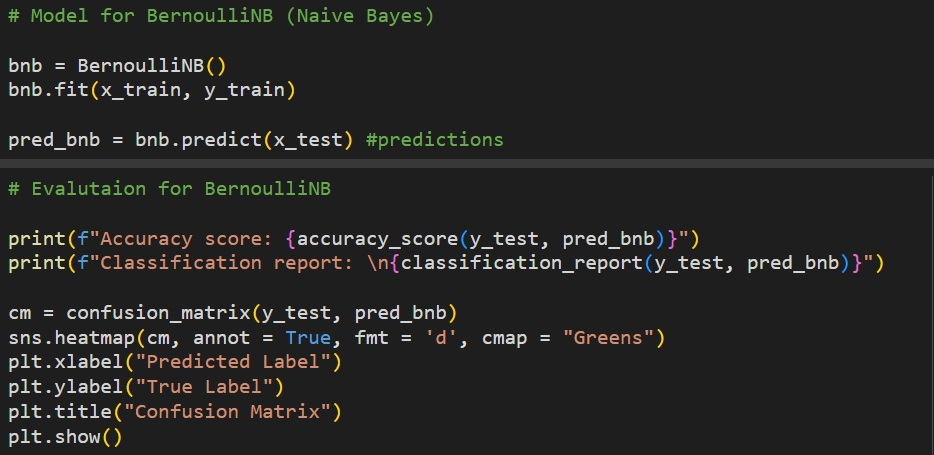 # Model for BernoulliNB (Naive Bayes)
bnb = BernoulliNB()
bnb.fit(x_train, y_train)
pred_bnb = bnb.predict(x_test) #predictions
# Evalutaion for BernoulliNB
print(f"Accuracy score: {accuracy_score(y_test, pred_bnb)}")
print(f"Classification report: \n{classification_report(y_test, pred_bnb)}")
cm = confusion_matrix(y_test, pred_bnb)
sns.heatmap(cm, annot = True, fmt = 'd', cmap = "Greens")
plt.xlabel("Predicted Label")
plt.ylabel("True Label")
plt.title("Confusion Matrix")
plt.show()